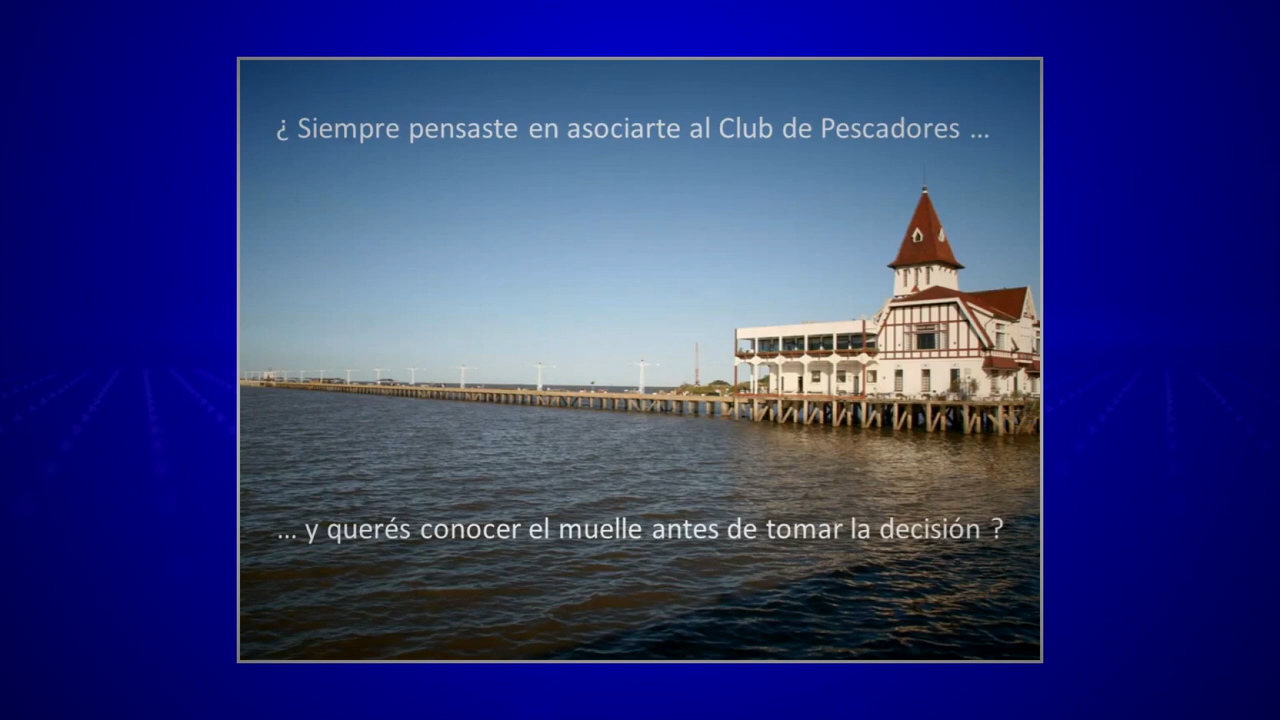 ¿ Siempre pensaste en asociarte al Club de Pescadores ...
... y querés conocer el muelle antes de tomar la decisión ?